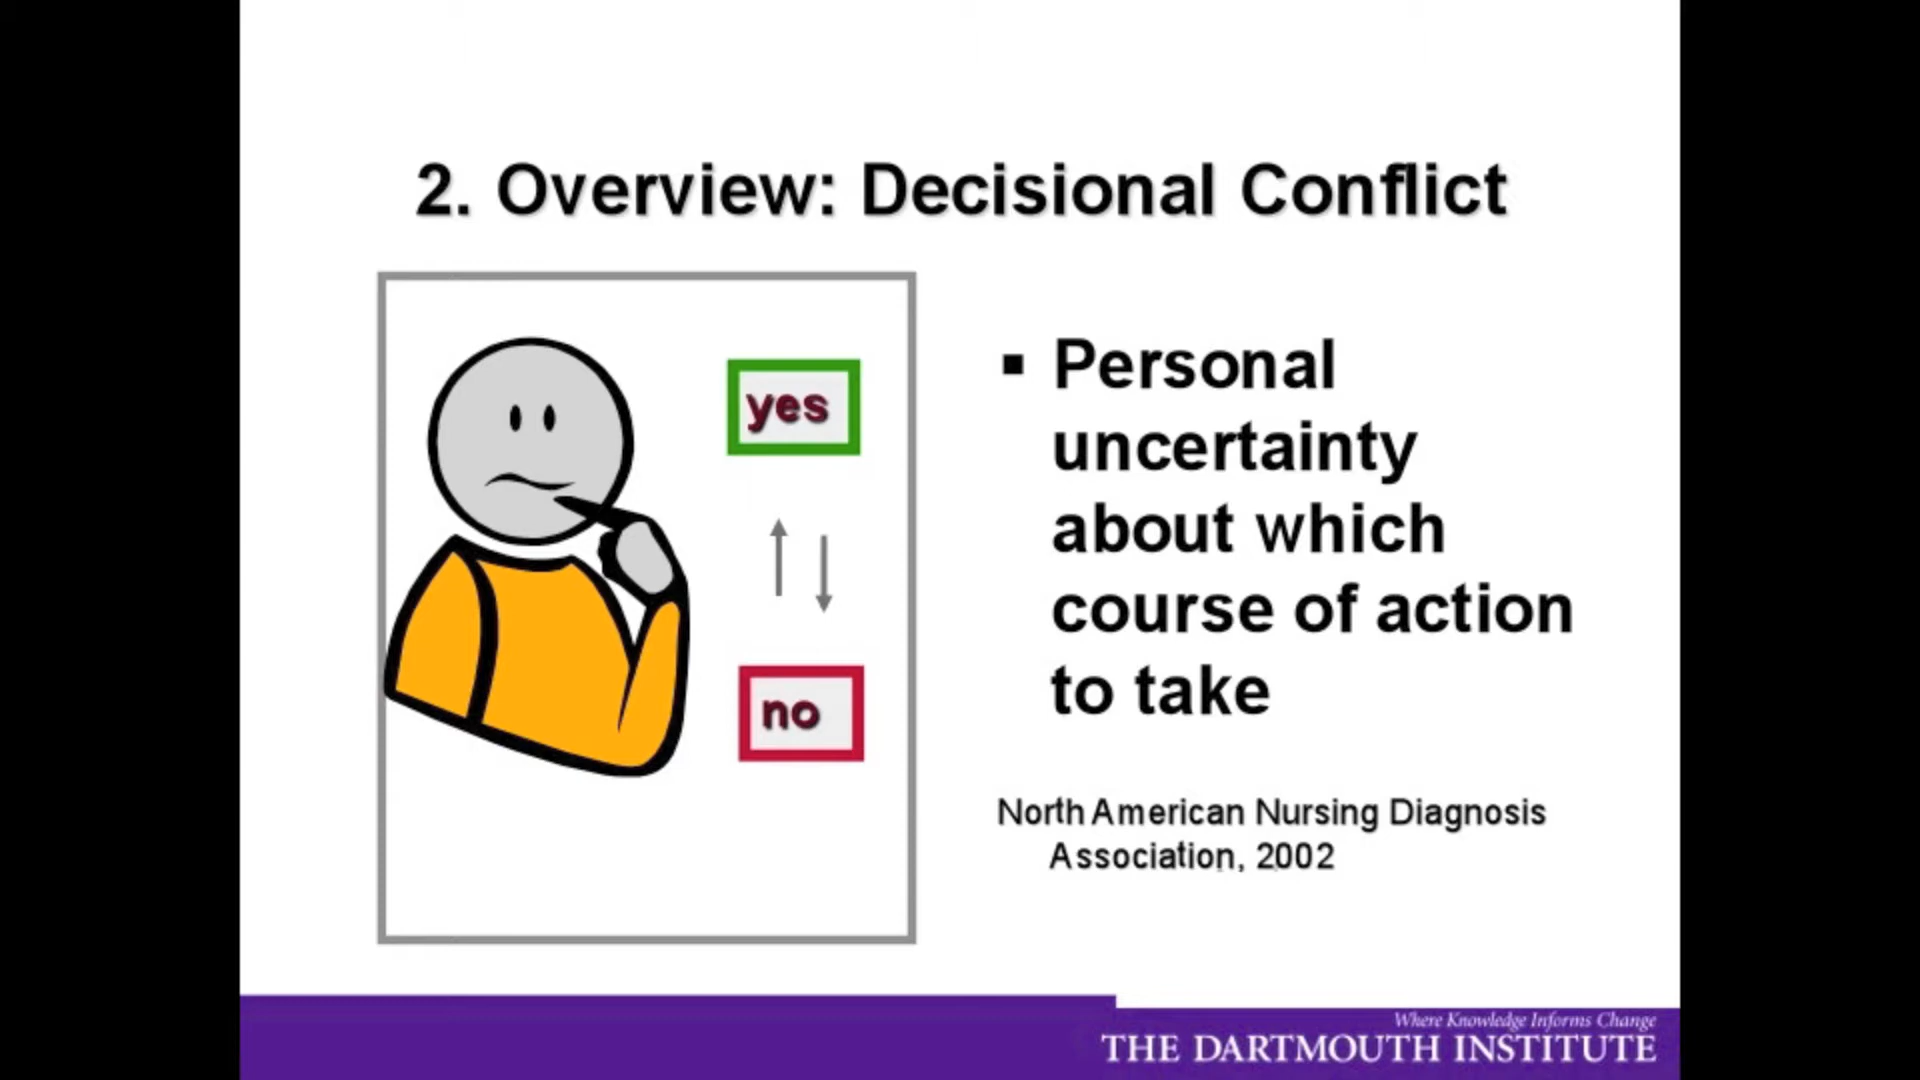 2. Overview: Decisional Conflict
yes
no
▪ Personal
uncertainty
about which
course of action
to take
North American Nursing Diagnosis
Association, 2002
Where Knowledge Informs Change
THE DARTMOUTH INSTITUTE